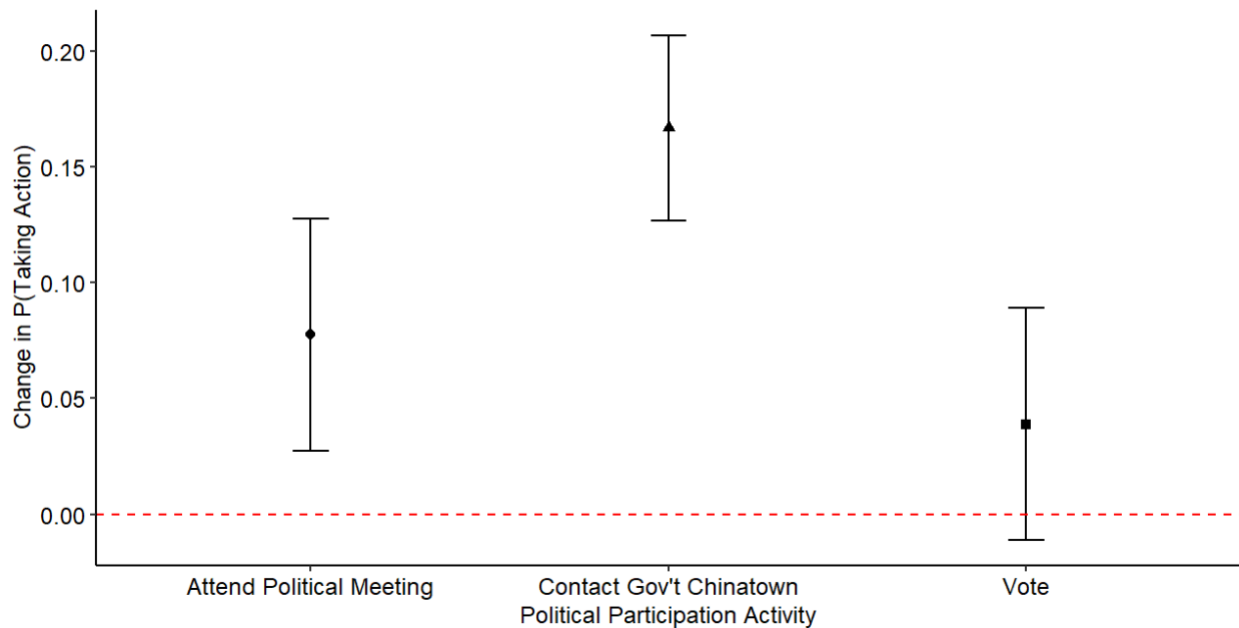 Change in P(Taking Action)
0.20
0.15
0.10
0.05
0.00
Attend Political Meeting
Contact Gov't Chinatown
Vote
Political Participation Activity